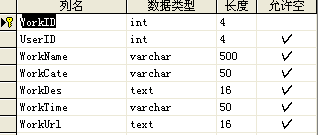 列名 数据类型 长度 允许空
WorkID int 4
UserID int 4 ✓
WorkName varchar 500 ✓
WorkCate varchar 50 ✓
WorkDes text 16 ✓
WorkTime varchar 50 ✓
WorkUrl text 16 ✓